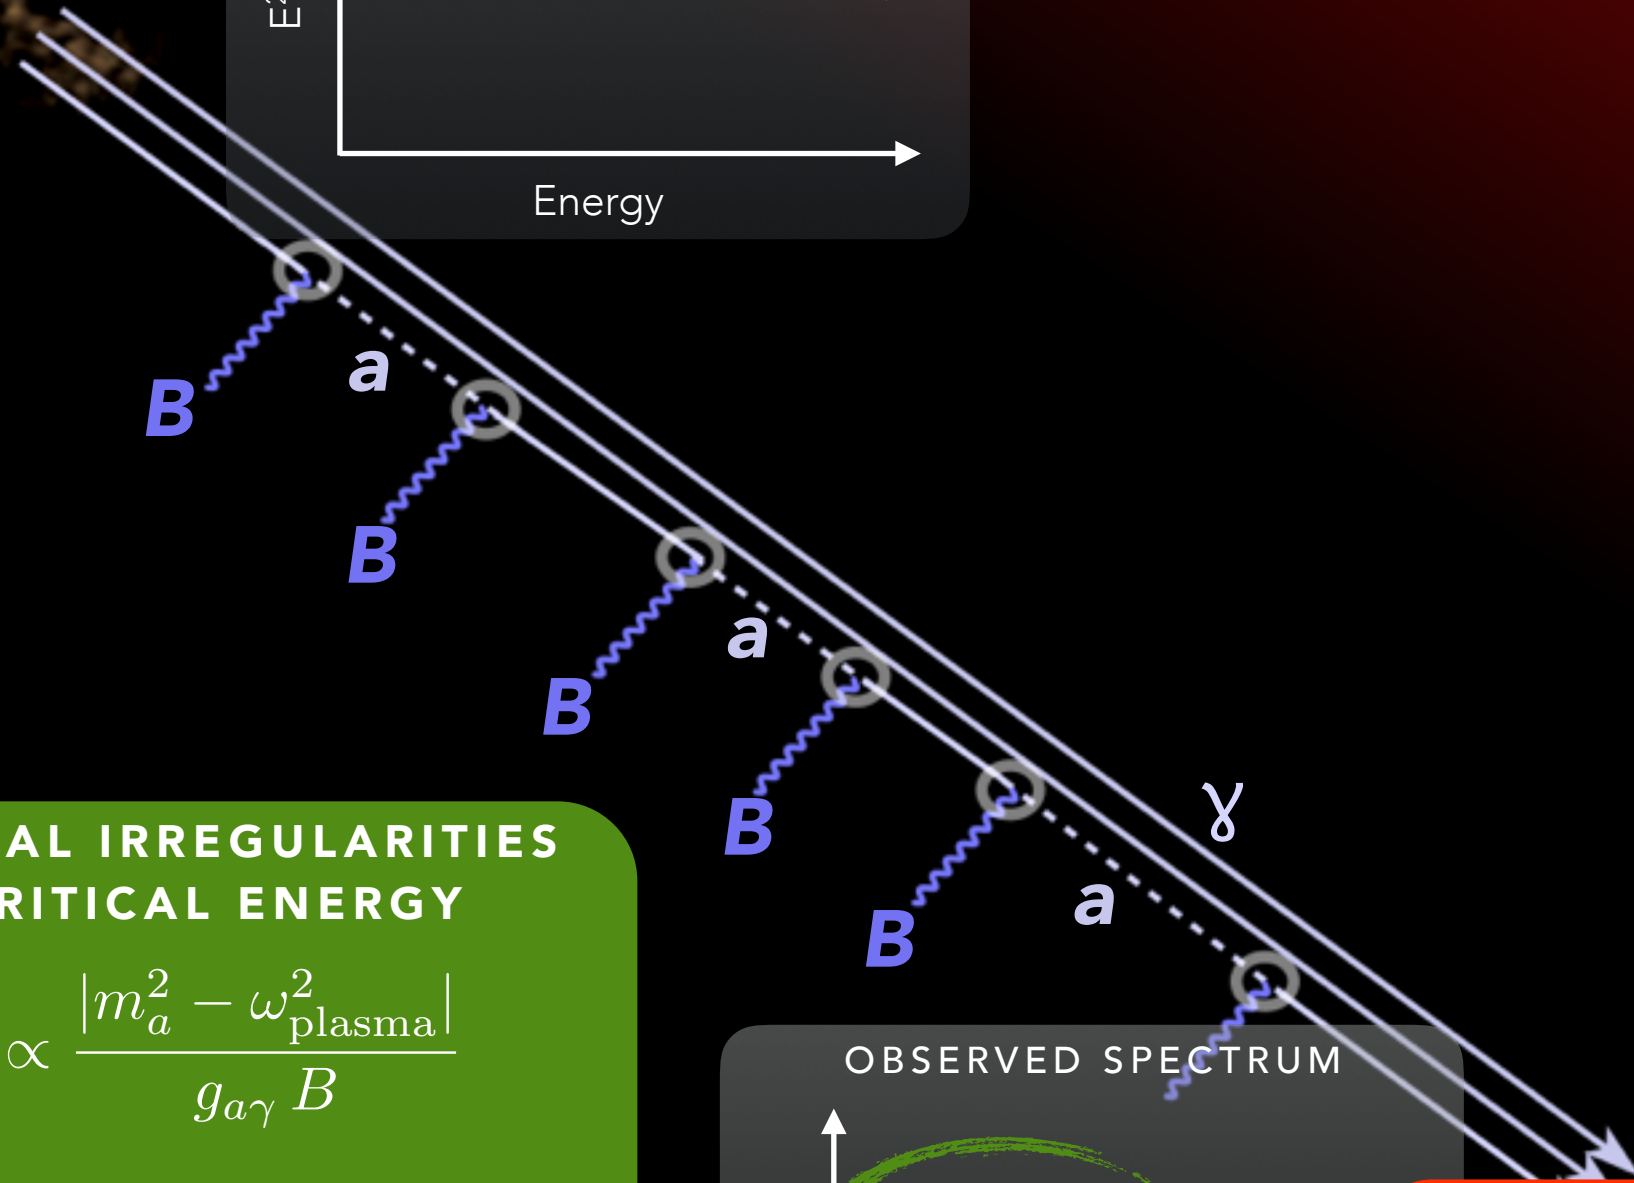 Energy
a
B
a
B
B
a
B
γ
B
AL IRREGULARITIES
RITICAL ENERGY
∝ |m_a^2 − ω_plasma^2| / g_aγ B
OBSERVED SPECTRUM